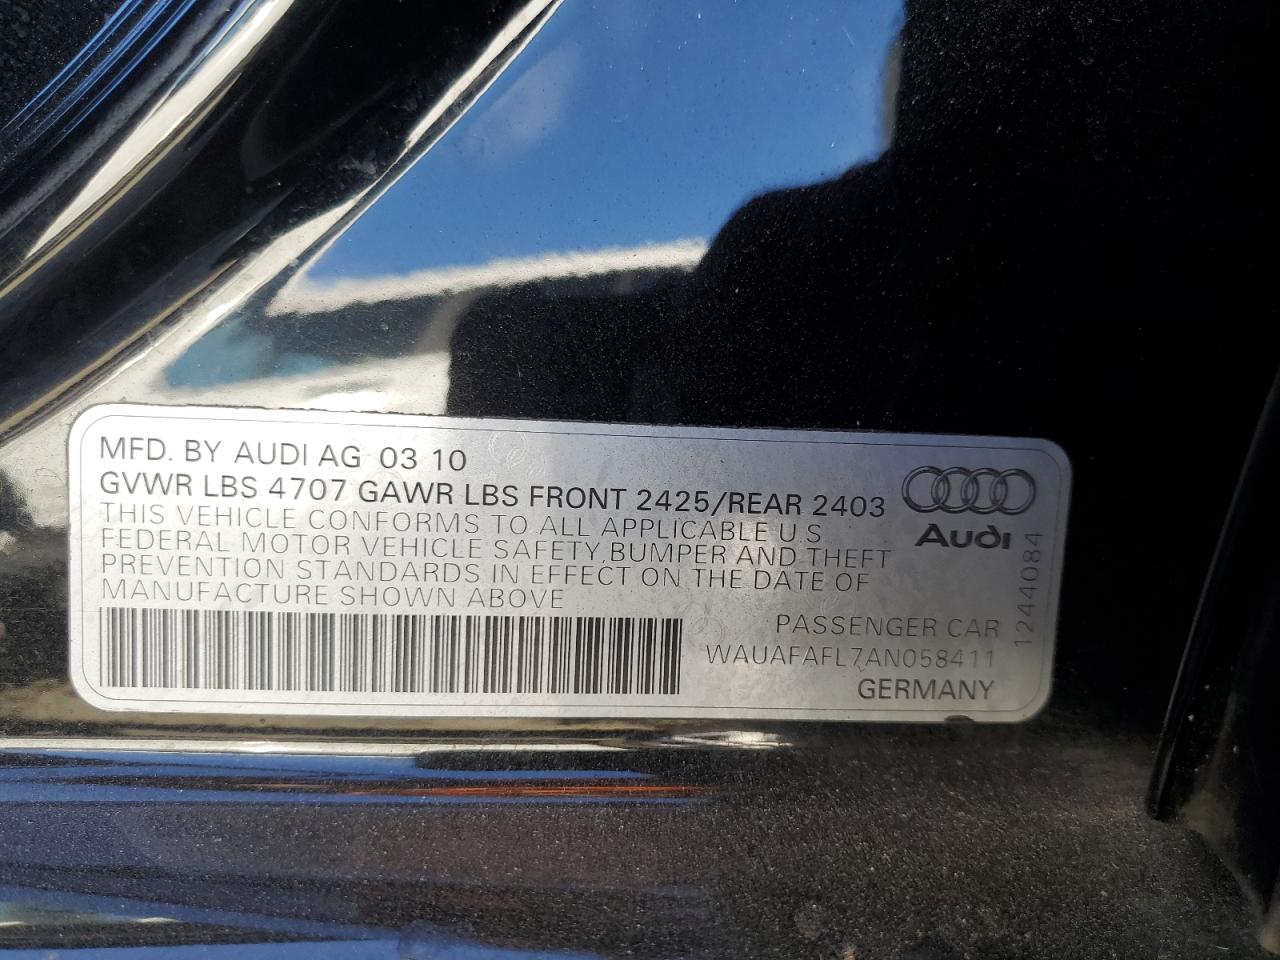 MFD. BY AUDI AG 03 10
GVWR LBS 4707 GAWR LBS FRONT 2425/REAR 2403
THIS VEHICLE CONFORMS TO ALL APPLICABLE U.S
FEDERAL MOTOR VEHICLE SAFETY, BUMPER AND THEFT
PREVENTION STANDARDS IN EFFECT ON THE DATE OF
MANUFACTURE SHOWN ABOVE
Audi
PASSENGER CAR
WAUAFAFL7AN058411
GERMANY
1244084